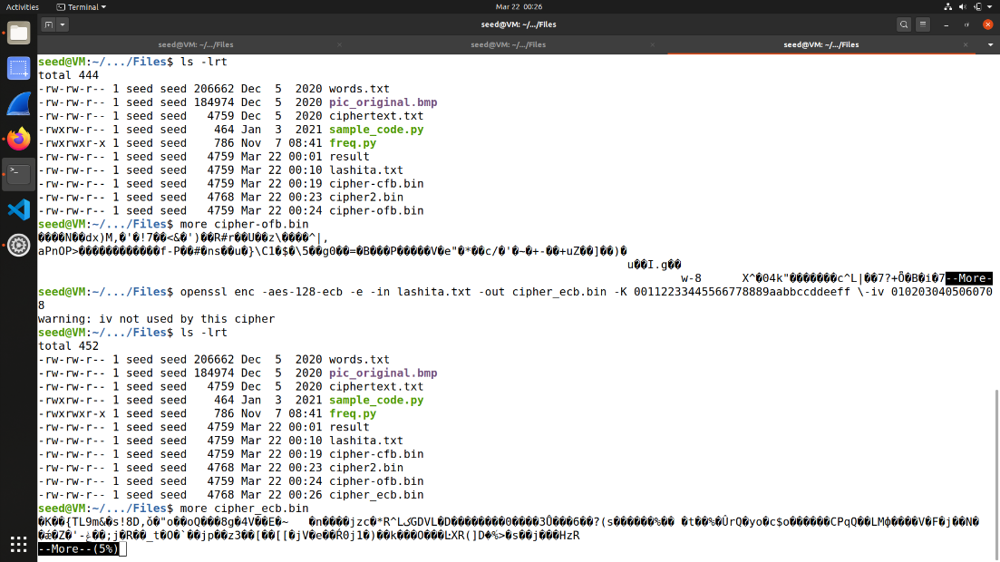 Activities
Terminal
Mar 22 00:26
seed@VM: ~/.../Files
seed@VM: ~/.../Files
seed@VM: ~/.../Files
seed@VM: ~/.../Files
seed@VM:~/.../Files$ ls -lrt
total 444
-rw-rw-r-- 1 seed seed 206662 Dec  5  2020 words.txt
-rw-rw-r-- 1 seed seed 184974 Dec  5  2020 pic_original.bmp
-rw-rw-r-- 1 seed seed   4759 Dec  5  2020 ciphertext.txt
-rwxrw-r-- 1 seed seed    464 Jan  3  2021 sample_code.py
-rwxrwxr-x 1 seed seed    786 Nov  7 08:41 freq.py
-rw-rw-r-- 1 seed seed   4759 Mar 22 00:01 result
-rw-rw-r-- 1 seed seed   4759 Mar 22 00:10 lashita.txt
-rw-rw-r-- 1 seed seed   4759 Mar 22 00:19 cipher-cfb.bin
-rw-rw-r-- 1 seed seed   4768 Mar 22 00:23 cipher2.bin
-rw-rw-r-- 1 seed seed   4759 Mar 22 00:24 cipher-ofb.bin
seed@VM:~/.../Files$ more cipher-ofb.bin
����N��dx)M,�'�!7��<&�')��R#r��U��z\����^|,
aPnOP>������������f-P��#�ns��u�}\C1�$�\5��g0��=�B���P�����V�e"�*��c/�'�~�+-��+uZ��]��)�
u��I.g��
w-8      X^�04k"�������c^L|��7?+Ö�B�i�7--More--
seed@VM:~/.../Files$ openssl enc -aes-128-ecb -e -in lashita.txt -out cipher_ecb.bin -K 00112233445566778889aabbccddeeff \-iv 010203040506070
8
warning: iv not used by this cipher
seed@VM:~/.../Files$ ls -lrt
total 452
-rw-rw-r-- 1 seed seed 206662 Dec  5  2020 words.txt
-rw-rw-r-- 1 seed seed 184974 Dec  5  2020 pic_original.bmp
-rw-rw-r-- 1 seed seed   4759 Dec  5  2020 ciphertext.txt
-rwxrw-r-- 1 seed seed    464 Jan  3  2021 sample_code.py
-rwxrwxr-x 1 seed seed    786 Nov  7 08:41 freq.py
-rw-rw-r-- 1 seed seed   4759 Mar 22 00:01 result
-rw-rw-r-- 1 seed seed   4759 Mar 22 00:10 lashita.txt
-rw-rw-r-- 1 seed seed   4759 Mar 22 00:19 cipher-cfb.bin
-rw-rw-r-- 1 seed seed   4768 Mar 22 00:23 cipher2.bin
-rw-rw-r-- 1 seed seed   4759 Mar 22 00:24 cipher-ofb.bin
-rw-rw-r-- 1 seed seed   4768 Mar 22 00:26 cipher_ecb.bin
seed@VM:~/.../Files$ more cipher_ecb.bin
--More--(5%)